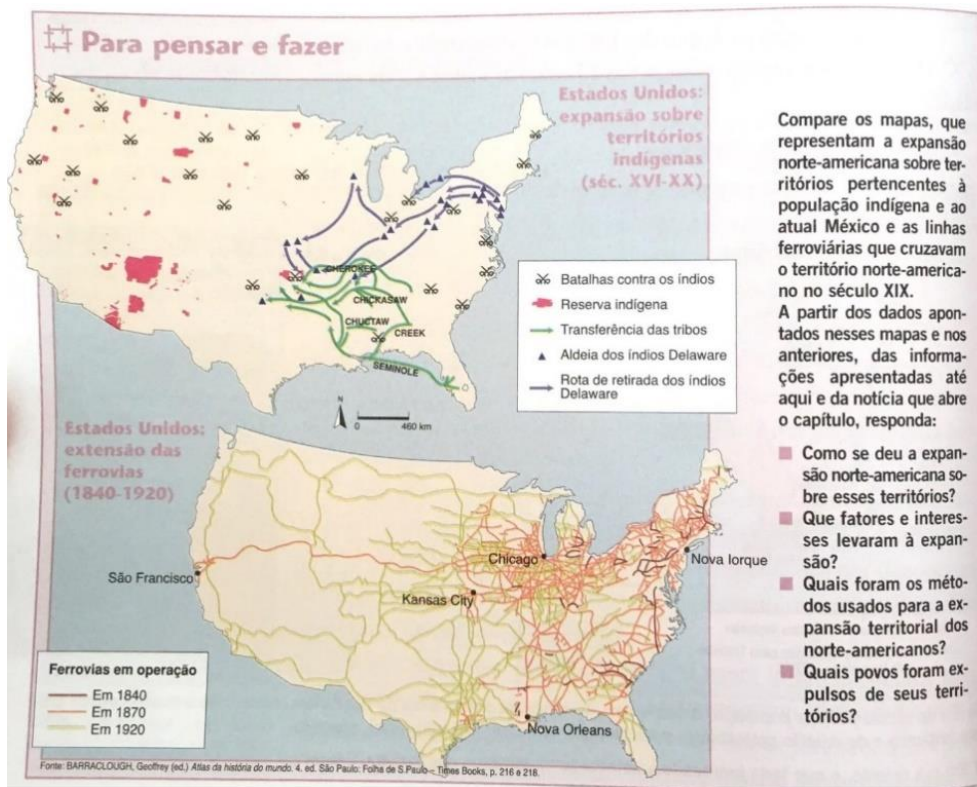 Para pensar e fazer
Estados Unidos:
expansão sobre
territórios
indígenas
(séc. XVI-XX)
CHEROKEE
CHICKASAW
CHUCTAW
CREEK
SEMINOLE
Batalhas contra os índios
Reserva indígena
Transferência das tribos
Aldeia dos índios Delaware
Rota de retirada dos índios
Delaware
N
0 460 km
Estados Unidos:
extensão das
ferrovias
(1840-1920)
São Francisco
Chicago
Nova Iorque
Kansas City
Nova Orleans
Ferrovias em operação
Em 1840
Em 1870
Em 1920
Fonte: BARRACLOUGH, Geoffrey (ed.) Atlas da história do mundo. 4. ed. São Paulo: Folha de S.Paulo – Times Books, p. 216 e 218.
Compare os mapas, que
representam a expansão
norte-americana sobre ter-
ritórios pertencentes à
população indígena e ao
atual México e as linhas
ferroviárias que cruzavam
o território norte-america-
no no século XIX.
A partir dos dados apon-
tados nesses mapas e nos
anteriores, das informa-
ções apresentadas até
aqui e da notícia que abre
o capítulo, responda:
Como se deu a expan-
são norte-americana so-
bre esses territórios?
Que fatores e interes-
ses levaram à expan-
são?
Quais foram os méto-
dos usados para a ex-
pansão territorial dos
norte-americanos?
Quais povos foram ex-
pulsos de seus terri-
tórios?